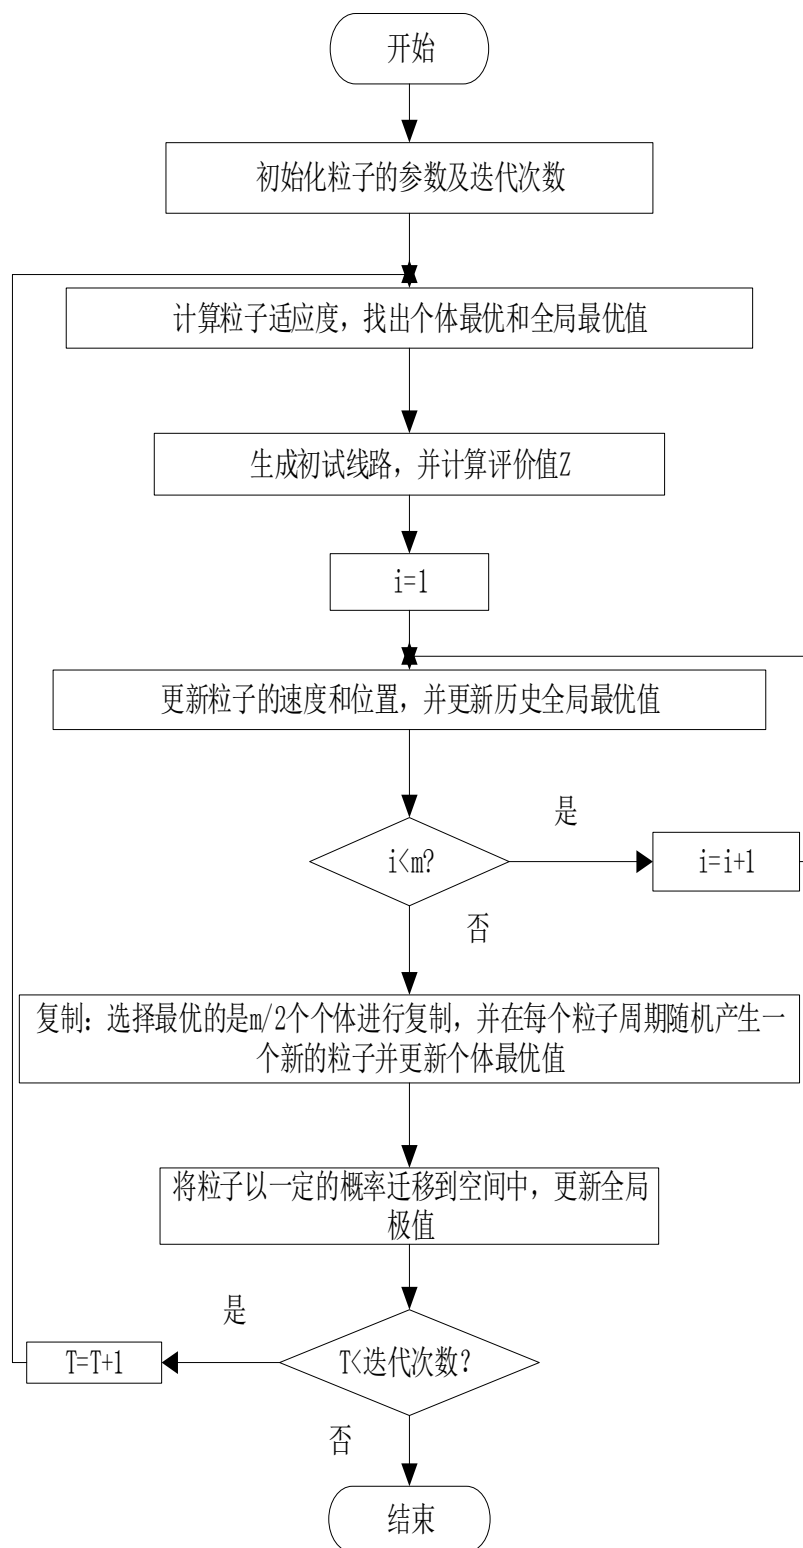 开始
初始化粒子的参数及迭代次数
计算粒子适应度，找出个体最优和全局最优值
生成初试线路，并计算评价值Z
i=1
更新粒子的速度和位置，并更新历史全局最优值
是
i<m?
i=i+1
否
复制：选择最优的是m/2个个体进行复制，并在每个粒子周期随机产生一
个新的粒子并更新个体最优值
将粒子以一定的概率迁移到空间中，更新全局
极值
是
T=T+1
T<迭代次数?
否
结束